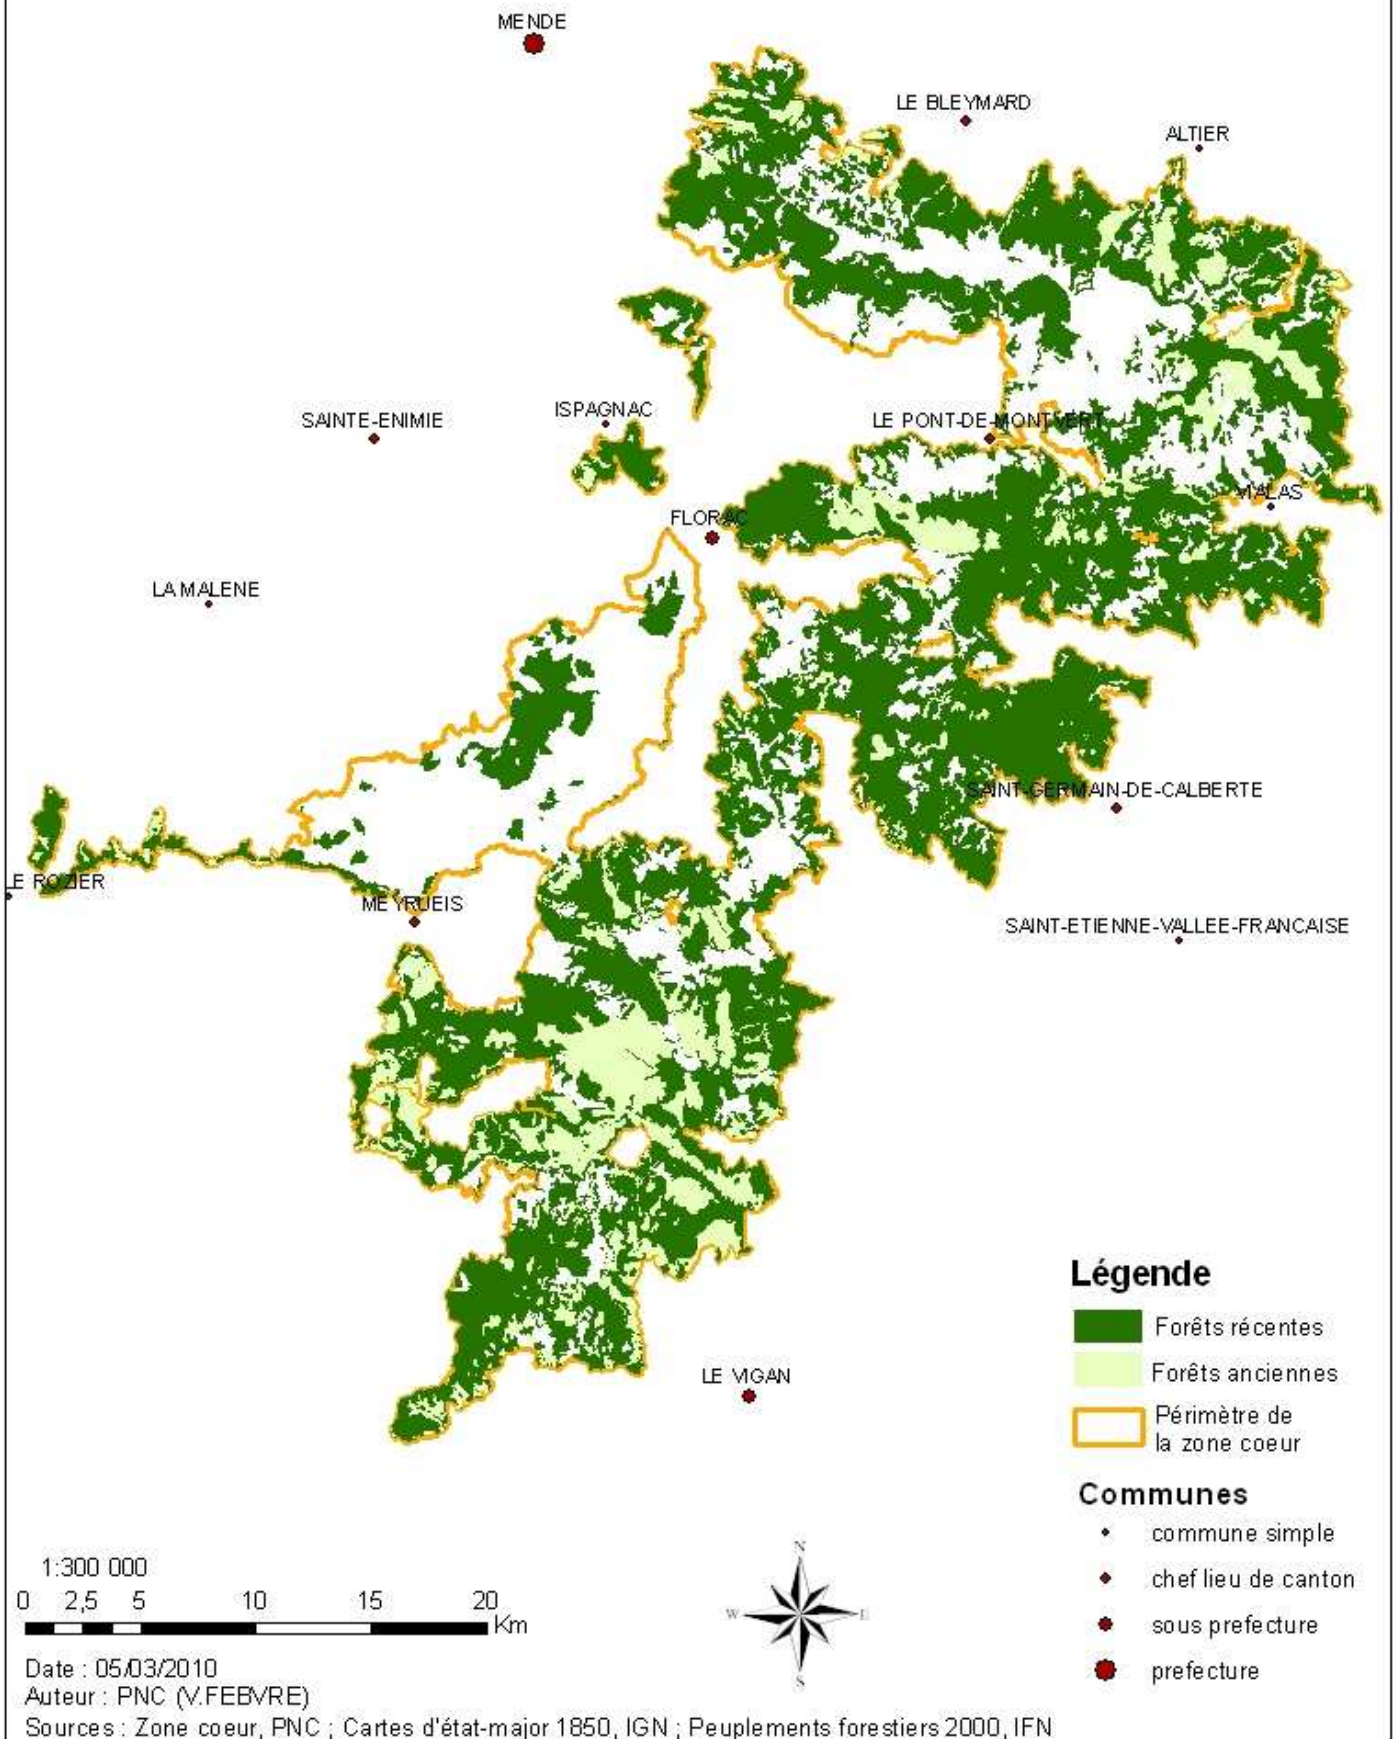 MENDE
LE BLEYMARD
ALTIER
SAINTE-ENIMIE
ISPAGNAC
LE PONT-DE-MONTVERT
VIALAS
FLORAC
LA MALENE
SAINT-GERMAIN-DE-CALBERTE
LE ROZIER
MEYRUEIS
SAINT-ETIENNE-VALLEE-FRANCAISE
LE VIGAN
Légende
Forêts récentes
Forêts anciennes
Périmètre de
la zone coeur
Communes
commune simple
chef lieu de canton
sous prefecture
prefecture
N
W E
S
1:300 000
0 2,5 5 10 15 20
Km
Date : 05/03/2010
Auteur : PNC (V.FEBVRE)
Sources : Zone coeur, PNC ; Cartes d'état-major 1850, IGN ; Peuplements forestiers 2000, IFN